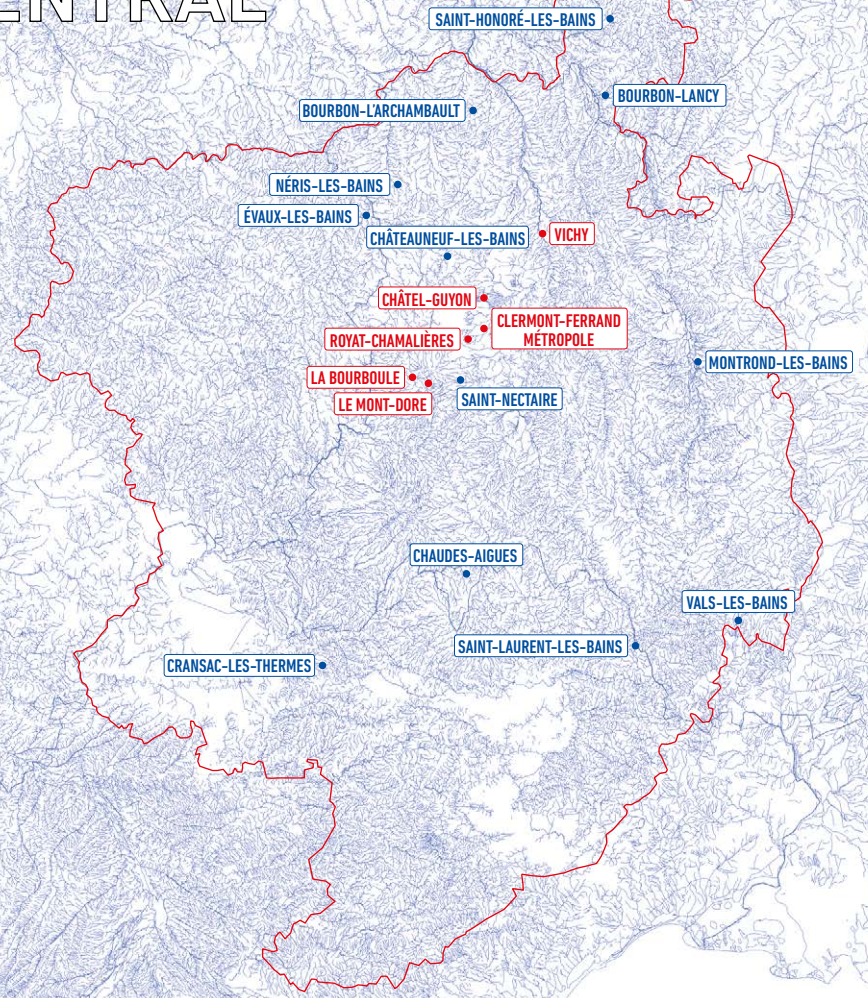 ENTRAL
SAINT-HONORÉ-LES-BAINS
BOURBON-LANCY
BOURBON-L'ARCHAMBAULT
NÉRIS-LES-BAINS
ÉVAUX-LES-BAINS
CHÂTEAUNEUF-LES-BAINS
VICHY
CHÂTEL-GUYON
CLERMONT-FERRAND
MÉTROPOLE
ROYAT-CHAMALIÈRES
MONTROND-LES-BAINS
LA BOURBOULE
LE MONT-DORE
SAINT-NECTAIRE
CHAUDES-AIGUES
VALS-LES-BAINS
SAINT-LAURENT-LES-BAINS
CRANSAC-LES-THERMES